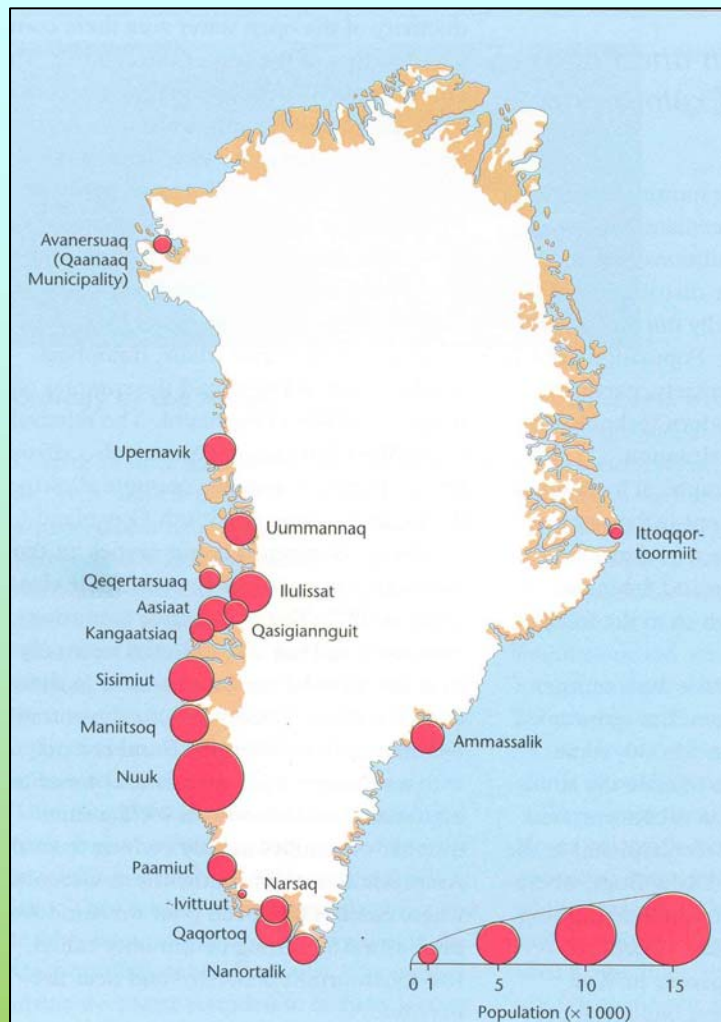 Avanersuaq
(Qaanaaq
Municipality)
Upernavik
Uummannaq
Ittoqqor-
toormiit
Qeqertarsuaq
Ilulissat
Aasiaat
Qasigiannguit
Kangaatsiaq
Sisimiut
Maniitsoq
Ammassalik
Nuuk
Paamiut
Narsaq
Ivittuut
Qaqortoq
Nanortalik
0 1 5 10 15
Population (× 1000)